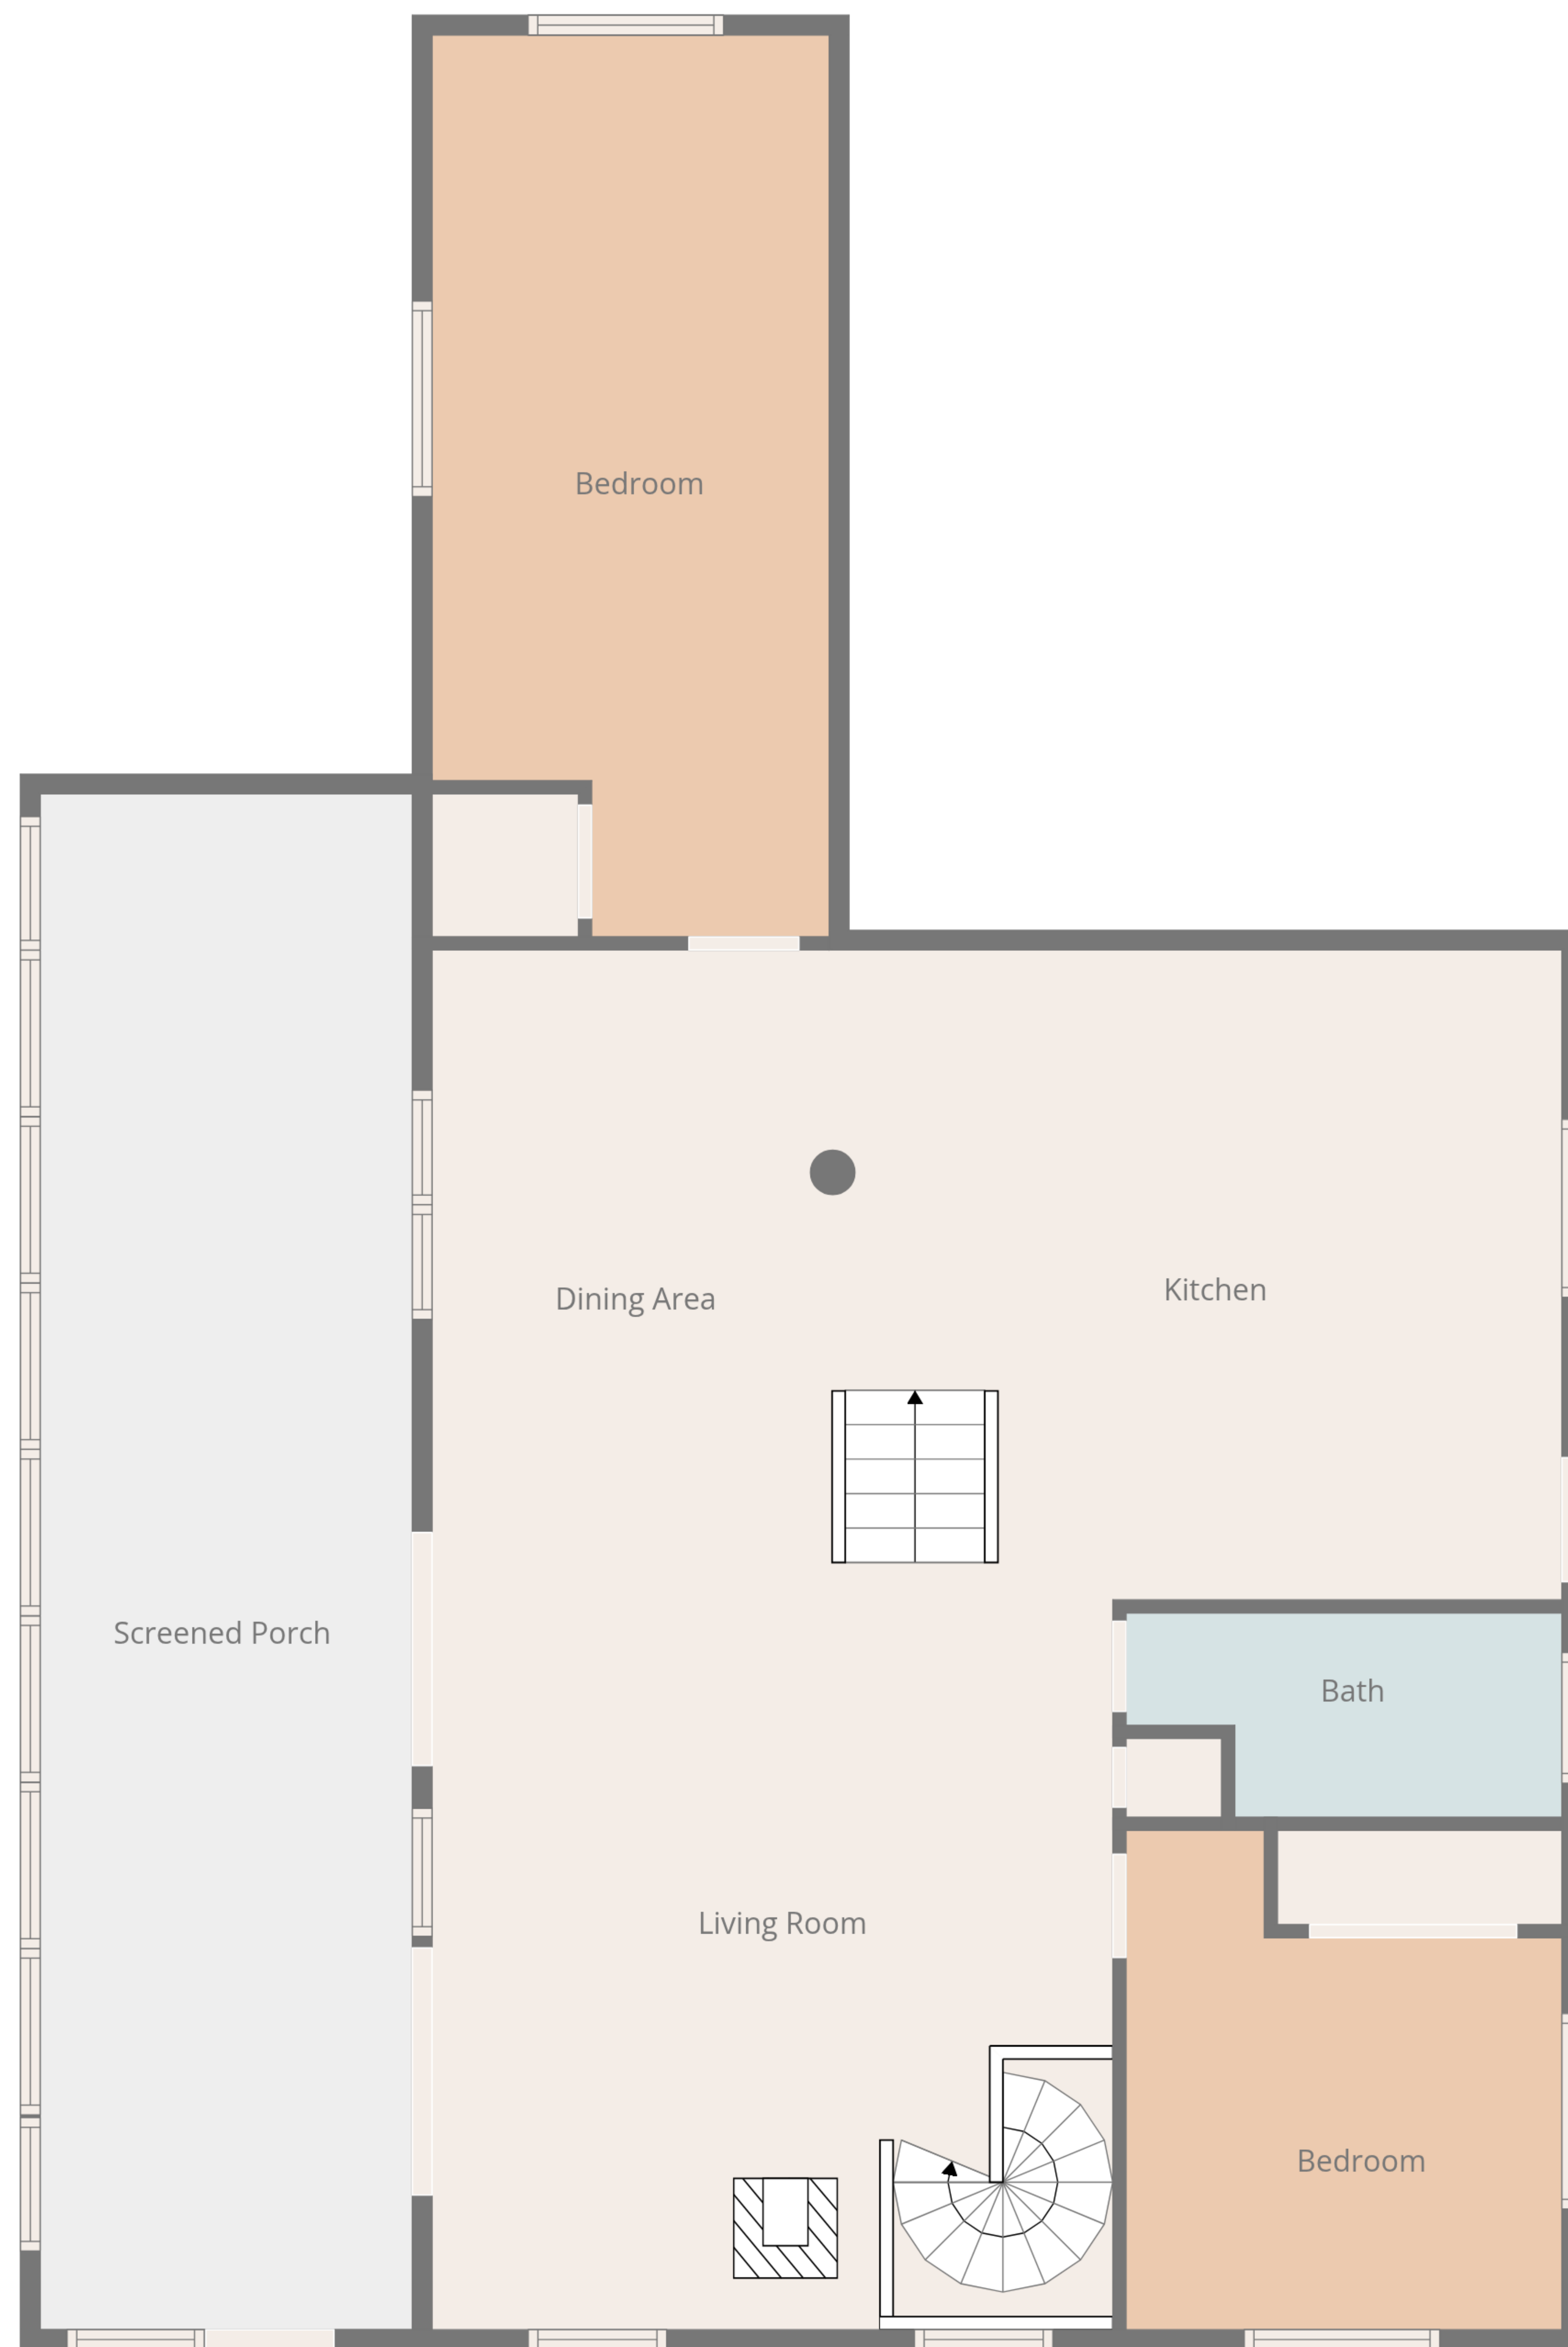 Bedroom
Dining Area
Kitchen
Screened Porch
Bath
Living Room
Bedroom